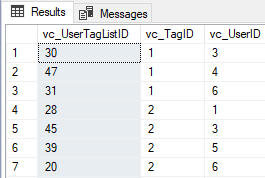 Results Messages
vc_UserTagListID vc_TagID vc_UserID
1 30 1 3
2 47 1 4
3 31 1 6
4 28 2 1
5 45 2 3
6 39 2 5
7 20 2 6